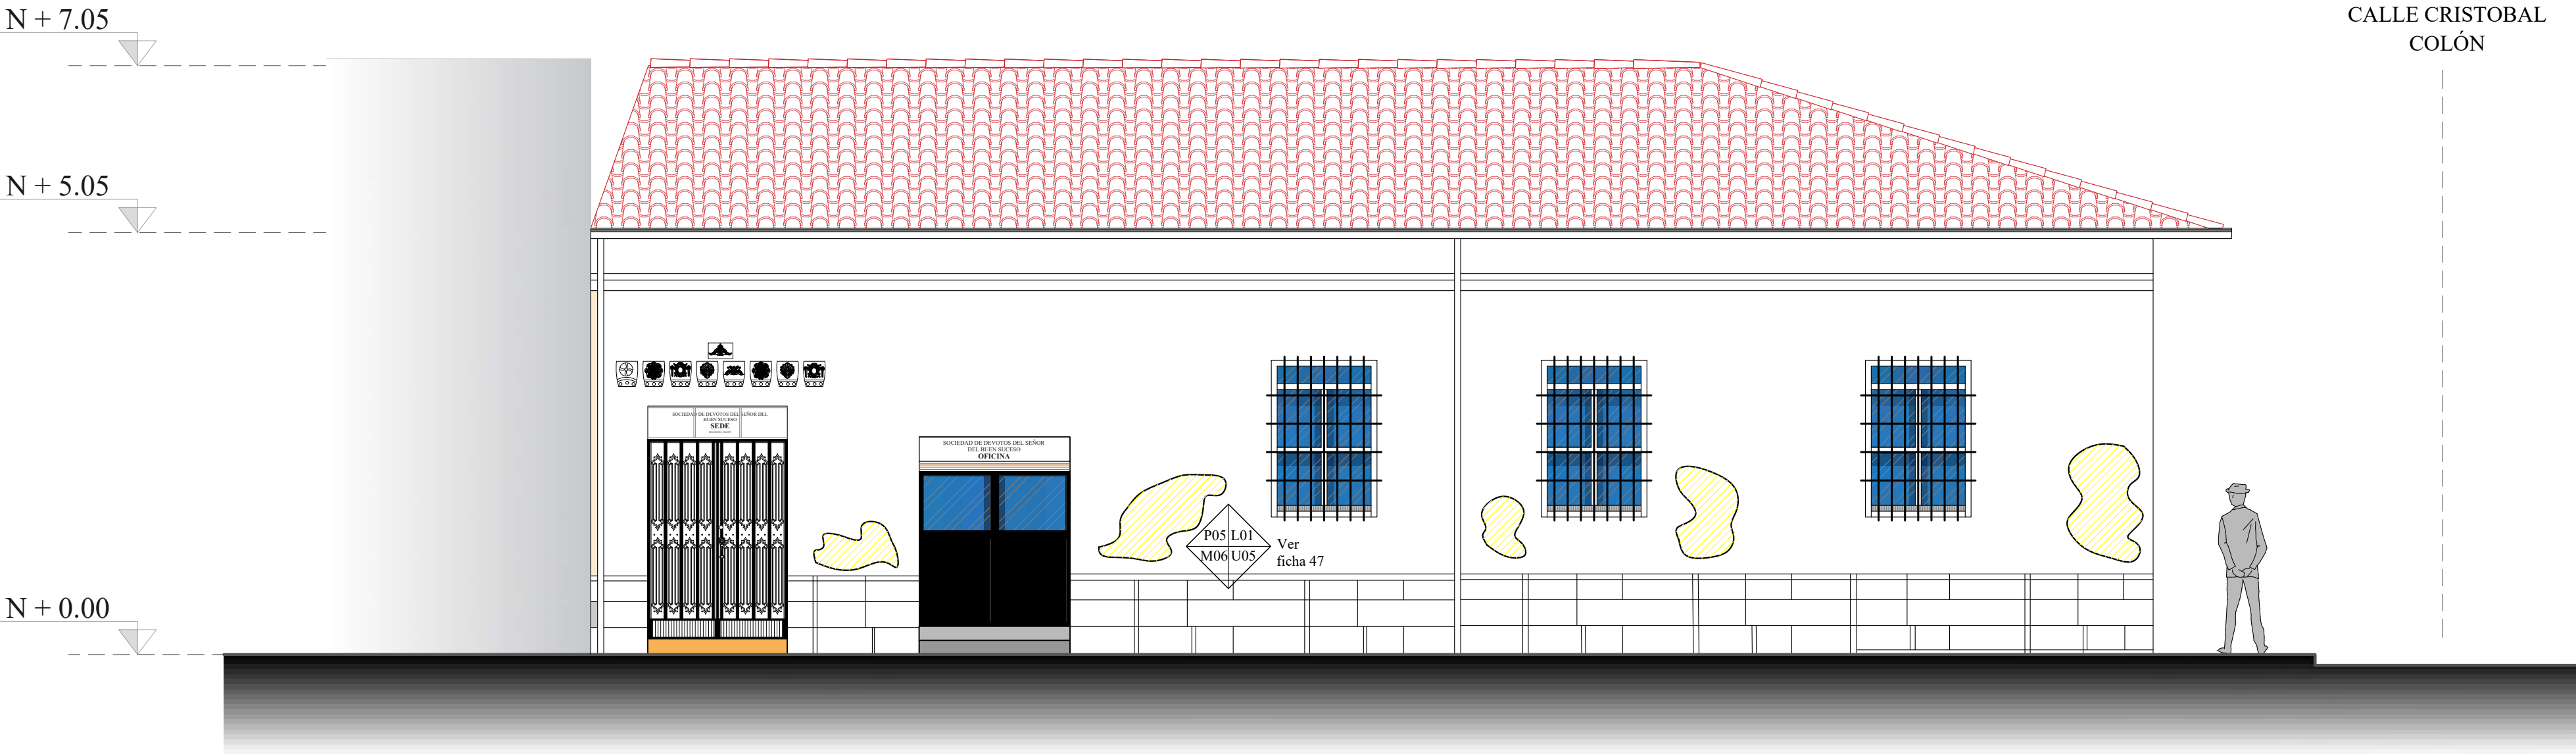 N + 7.05
CALLE CRISTOBAL
COLÓN
N + 5.05
SOCIEDAD DE DEVOTOS DEL SEÑOR DEL
BUEN SUCESO
SEDE
SOCIEDAD DE DEVOTOS DEL SEÑOR
DEL BUEN SUCESO
OFICINA
P05 L01
M06 U05
Ver
ficha 47
N + 0.00